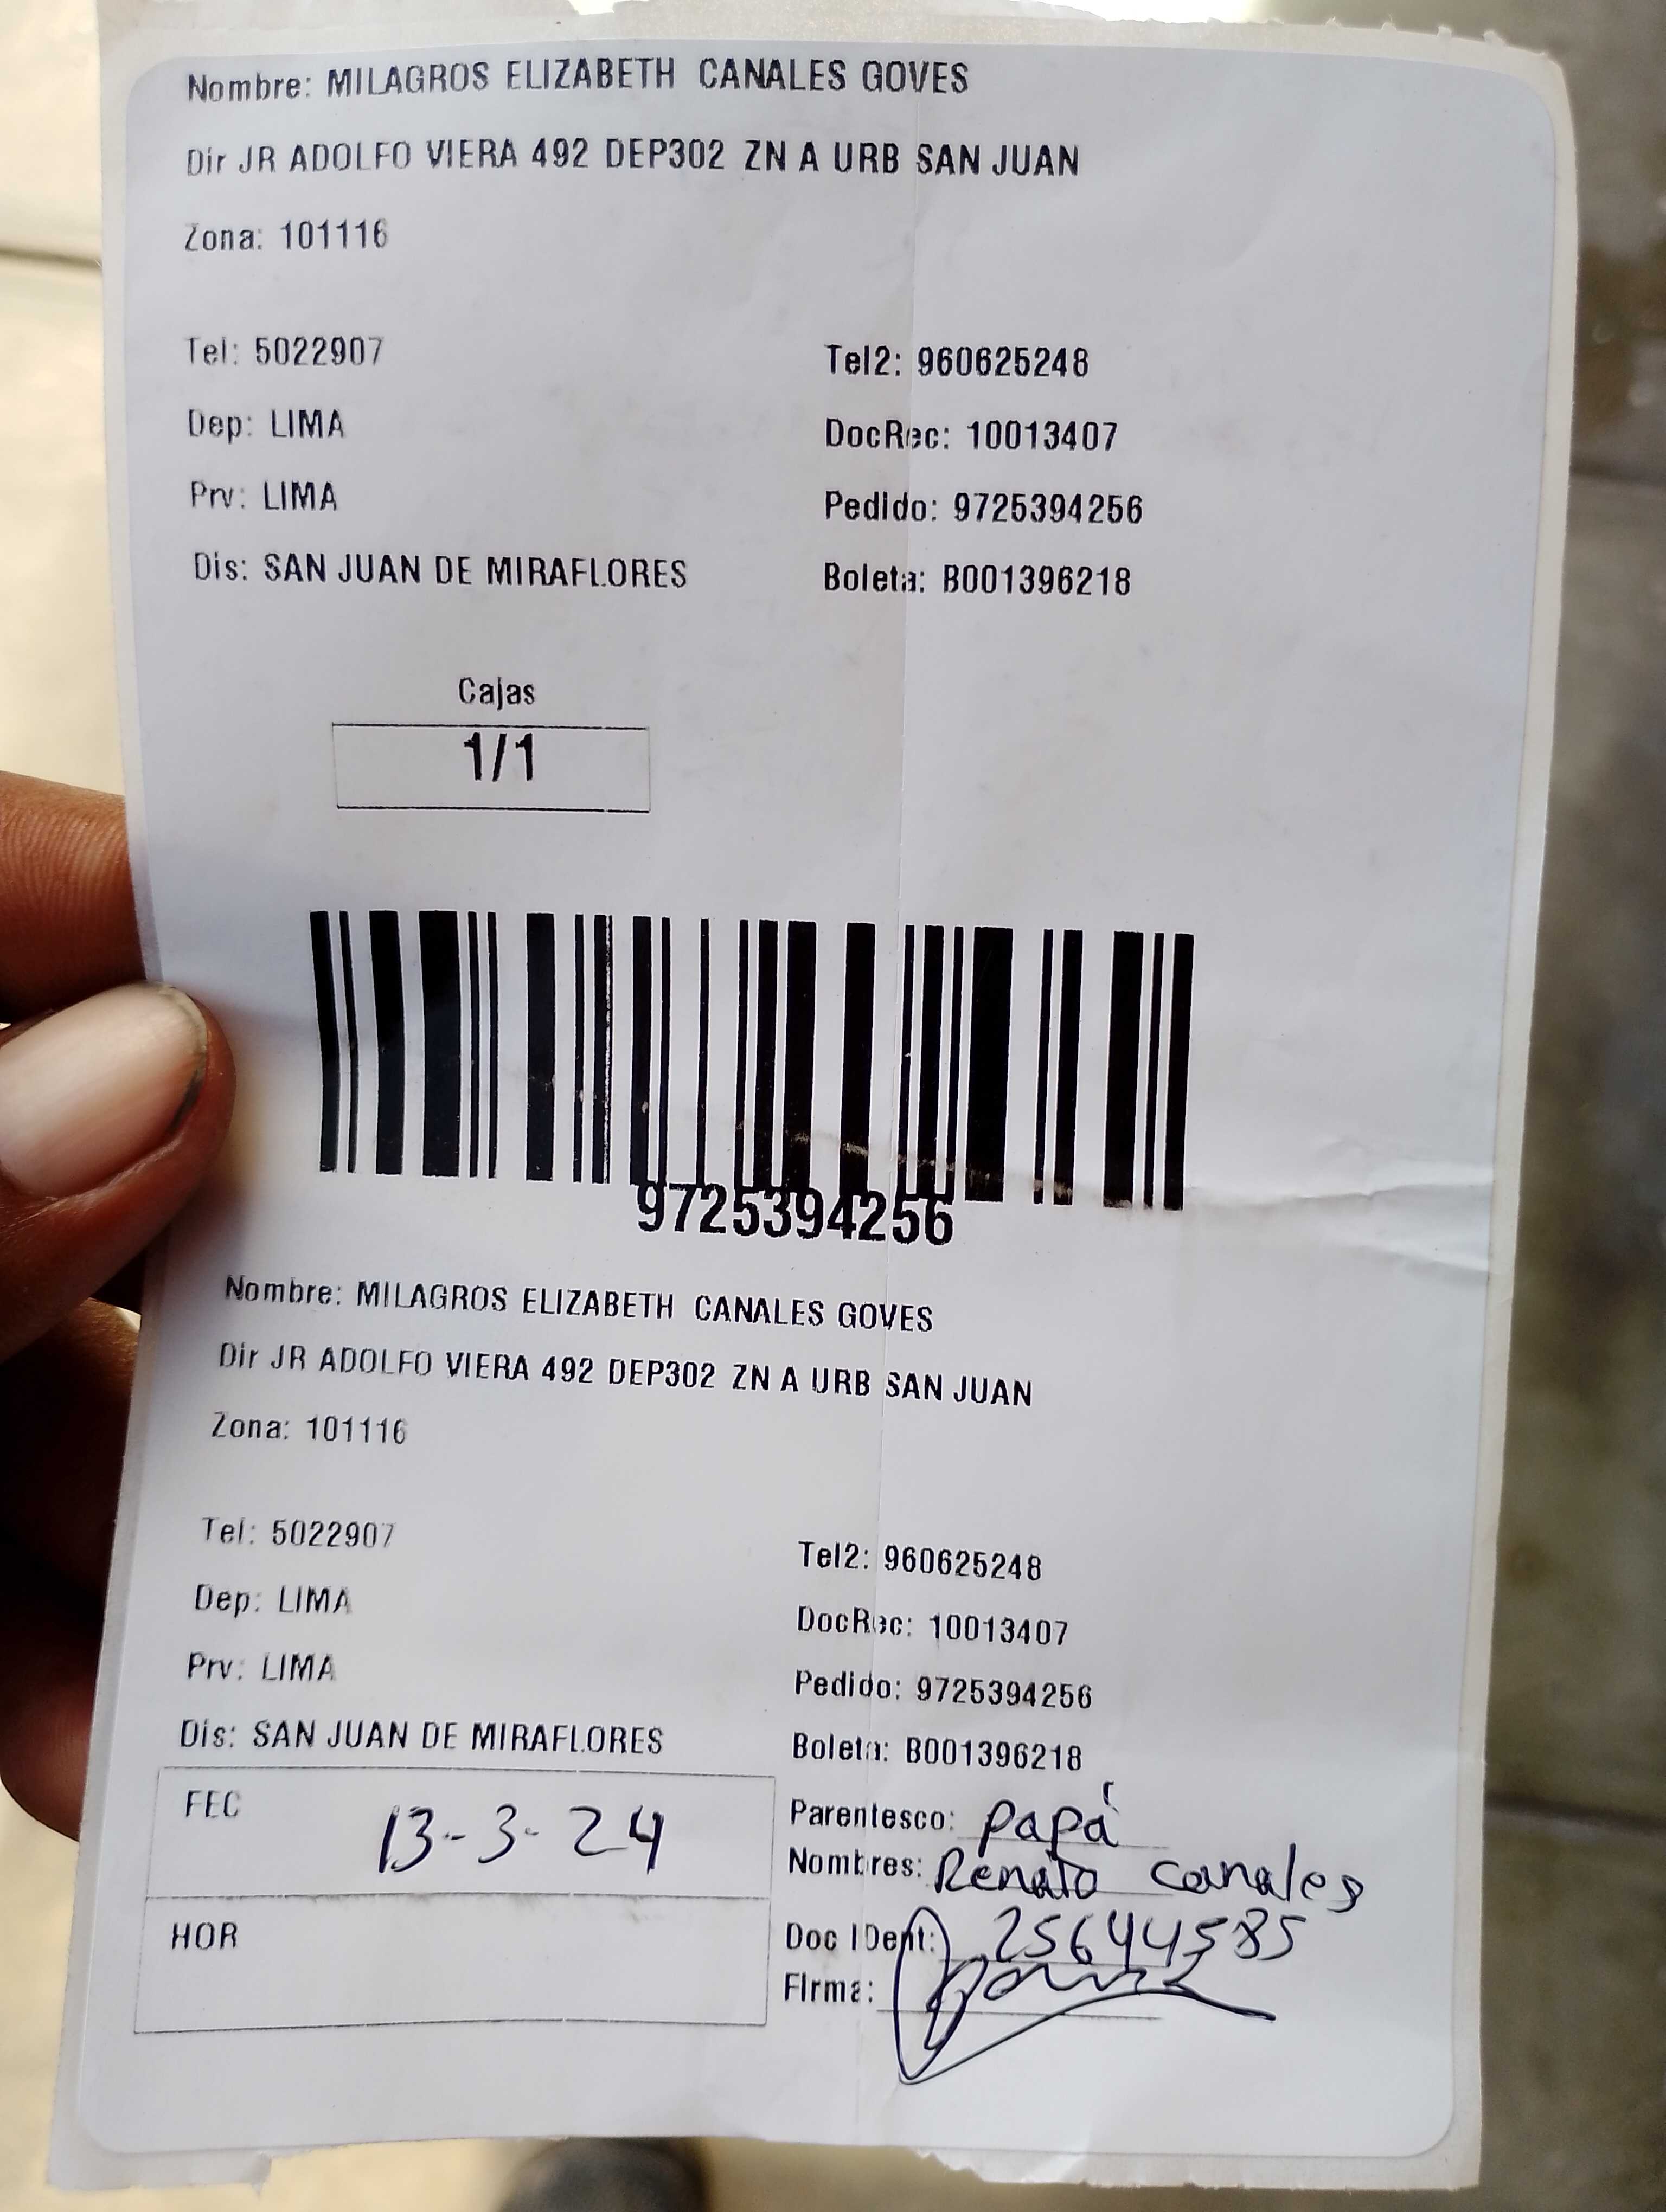 Nombre: MILAGROS ELIZABETH CANALES GOVES
Dir JR ADOLFO VIERA 492 DEP302 ZN A URB SAN JUAN
Zona: 101116
Tel: 5022907 Tel2: 960625248
Dep: LIMA DocRec: 10013407
Prv: LIMA Pedido: 9725394256
Dis: SAN JUAN DE MIRAFLORES Boleta: B001396218
Cajas
1/1
9725394256
Nombre: MILAGROS ELIZABETH CANALES GOVES
Dir JR ADOLFO VIERA 492 DEP302 ZN A URB SAN JUAN
Zona: 101116
Tel: 5022907 Tel2: 960625248
Dep: LIMA DocRec: 10013407
Prv: LIMA Pedido: 9725394256
Dis: SAN JUAN DE MIRAFLORES Boleta: B001396218
FEC 13-3-24 Parentesco: papá
Nombres: Renato canales
HOR Doc IDent: 25644585
Firma: